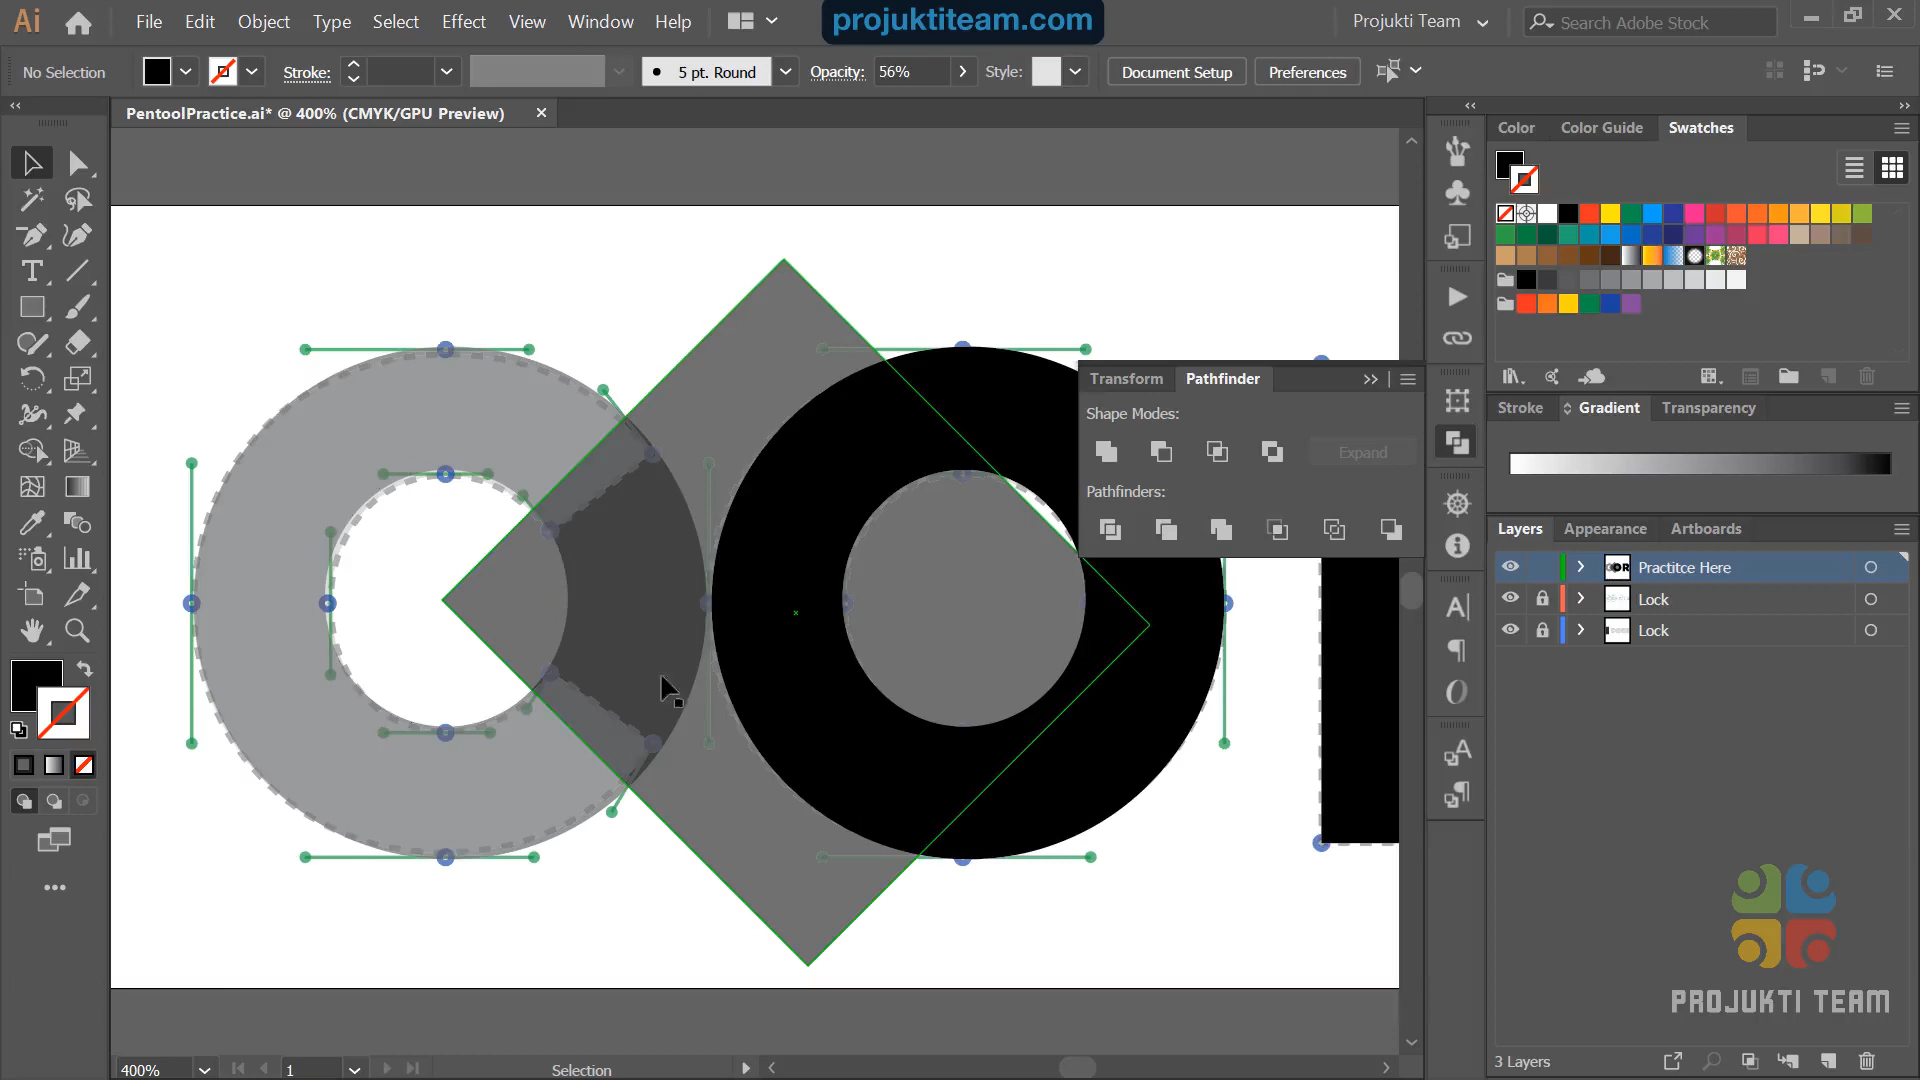 Ai File Edit Object Type Select Effect View Window Help
projuktiteam.com
Projukti Team
Search Adobe Stock
No Selection
Stroke:
5 pt. Round
Opacity: 56%
Style:
Document Setup
Preferences
PentoolPractice.ai* @ 400% (CMYK/GPU Preview)
Color Color Guide Swatches
Transform Pathfinder
Shape Modes:
Expand
Pathfinders:
Stroke Gradient Transparency
Layers Appearance Artboards
Practitce Here
Lock
Lock
PROJUKTI TEAM
3 Layers
400%
1
Selection